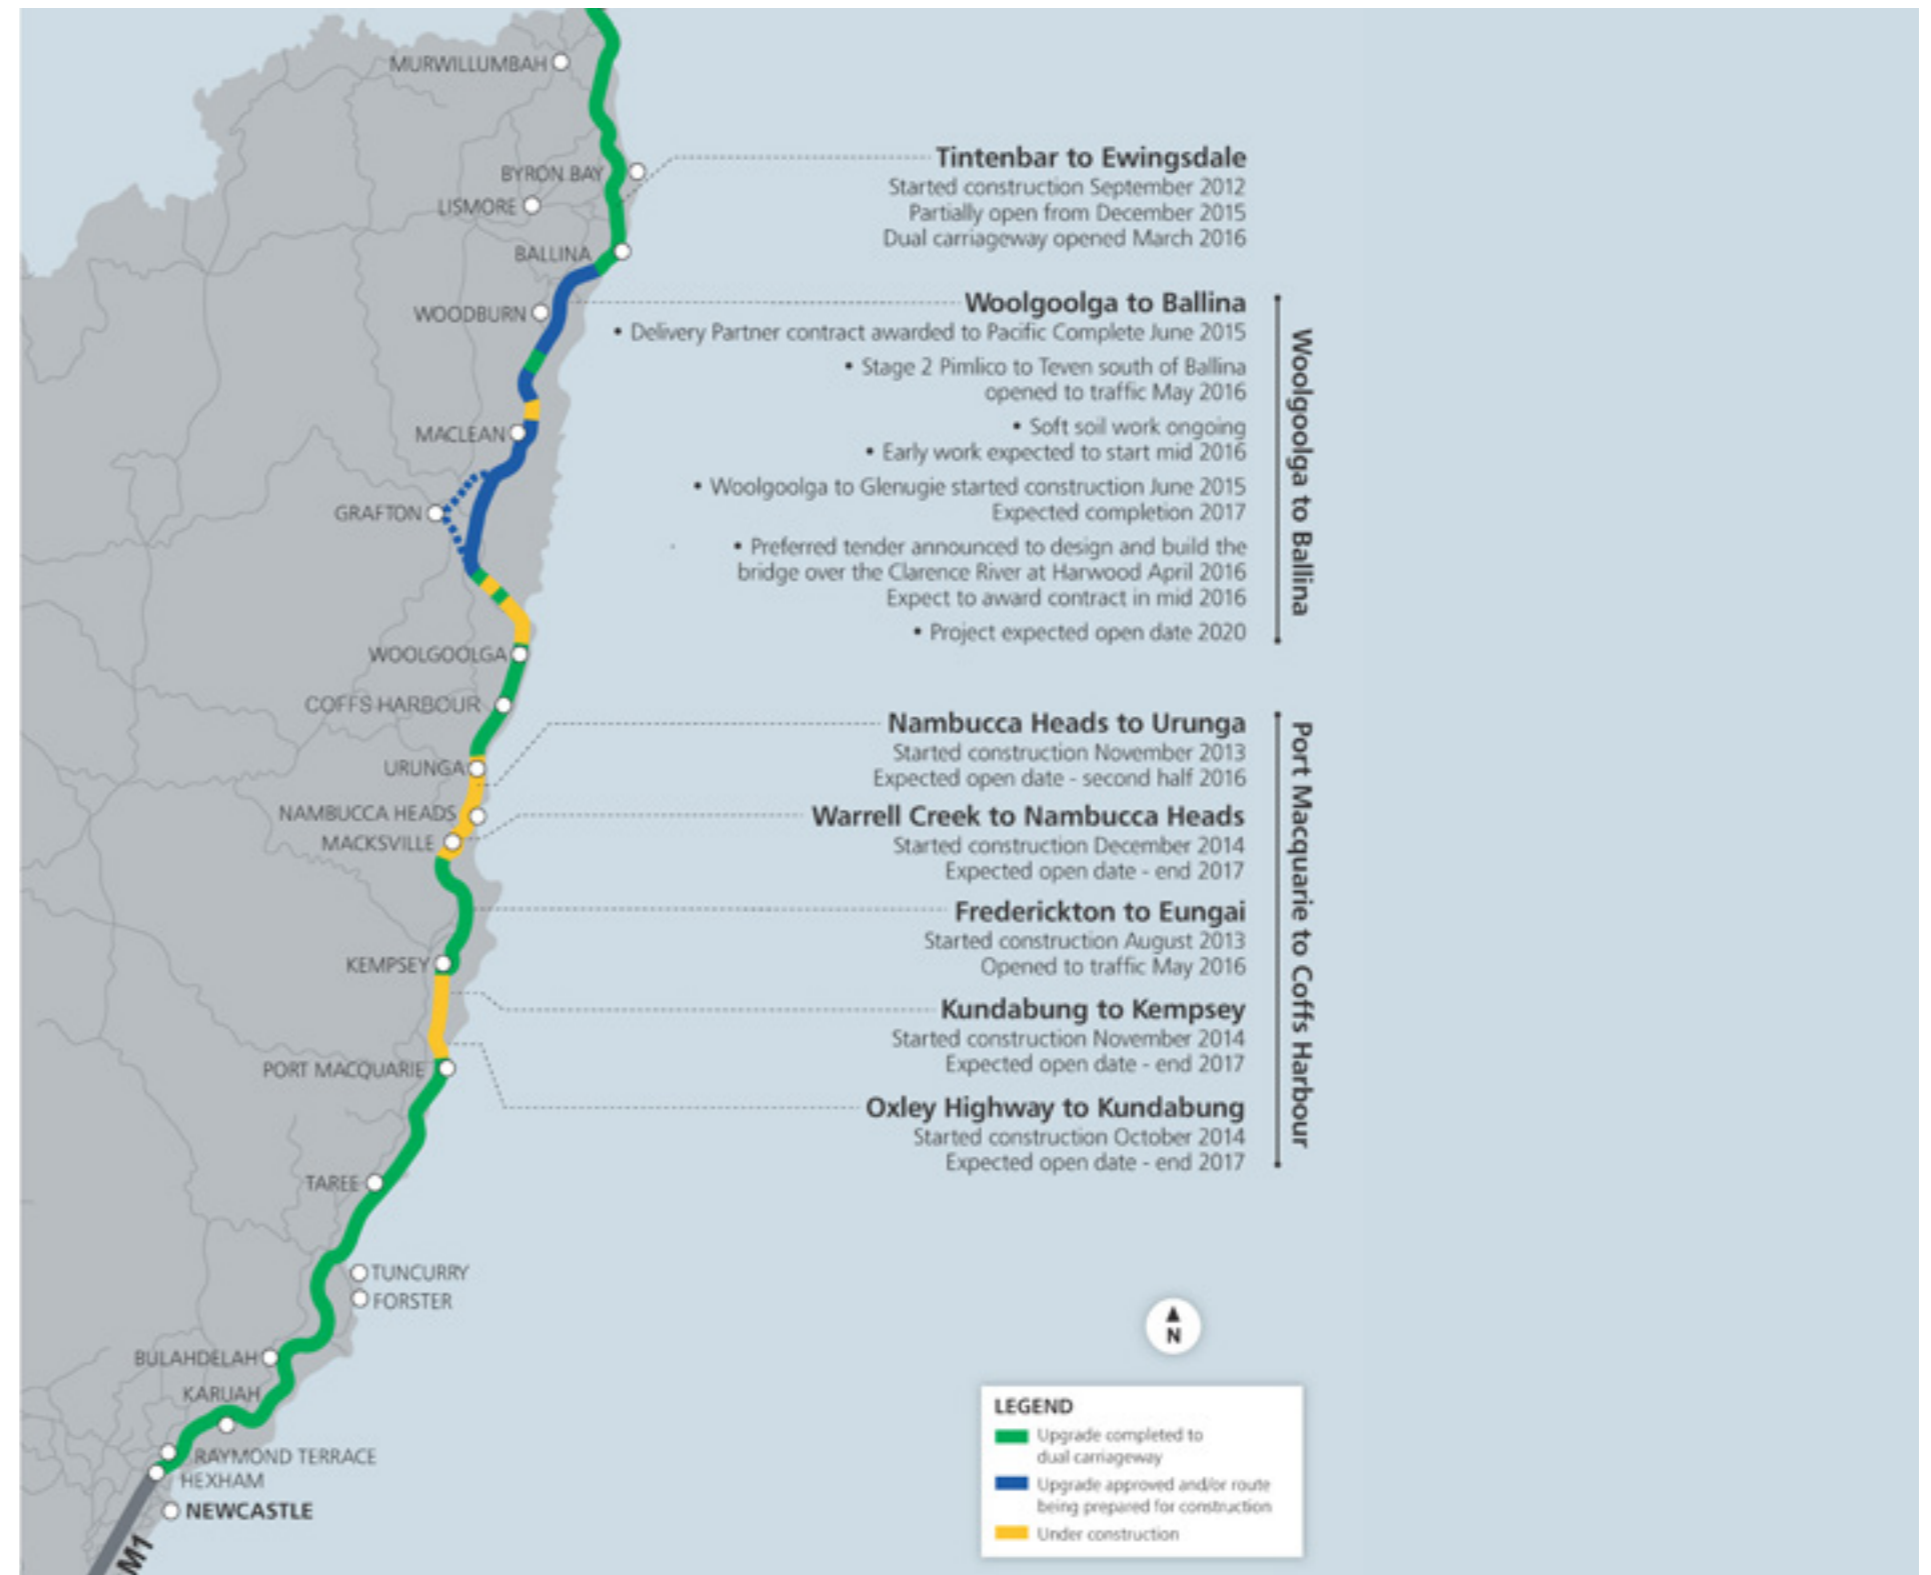 MURWILLUMBAH
BYRON BAY
LISMORE
BALLINA
WOODBURN
MACLEAN
GRAFTON
WOOLGOOLGA
COFFS HARBOUR
URUNGA
NAMBUCCA HEADS
MACKSVILLE
KEMPSEY
PORT MACQUARIE
TAREE
TUNCURRY
FORSTER
BULAHDELAH
KARUAH
RAYMOND TERRACE
HEXHAM
NEWCASTLE
M1
Tintenbar to Ewingsdale
Started construction September 2012
Partially open from December 2015
Dual carriageway opened March 2016
Woolgoolga to Ballina
• Delivery Partner contract awarded to Pacific Complete June 2015
• Stage 2 Pimlico to Teven south of Ballina
opened to traffic May 2016
• Soft soil work ongoing
• Early work expected to start mid 2016
• Woolgoolga to Glenugie started construction June 2015
Expected completion 2017
• Preferred tender announced to design and build the
bridge over the Clarence River at Harwood April 2016
Expect to award contract in mid 2016
• Project expected open date 2020
Woolgoolga to Ballina
Nambucca Heads to Urunga
Started construction November 2013
Expected open date - second half 2016
Warrell Creek to Nambucca Heads
Started construction December 2014
Expected open date - end 2017
Frederickton to Eungai
Started construction August 2013
Opened to traffic May 2016
Kundabung to Kempsey
Started construction November 2014
Expected open date - end 2017
Oxley Highway to Kundabung
Started construction October 2014
Expected open date - end 2017
Port Macquarie to Coffs Harbour
N
LEGEND
Upgrade completed to
dual carriageway
Upgrade approved and/or route
being prepared for construction
Under construction